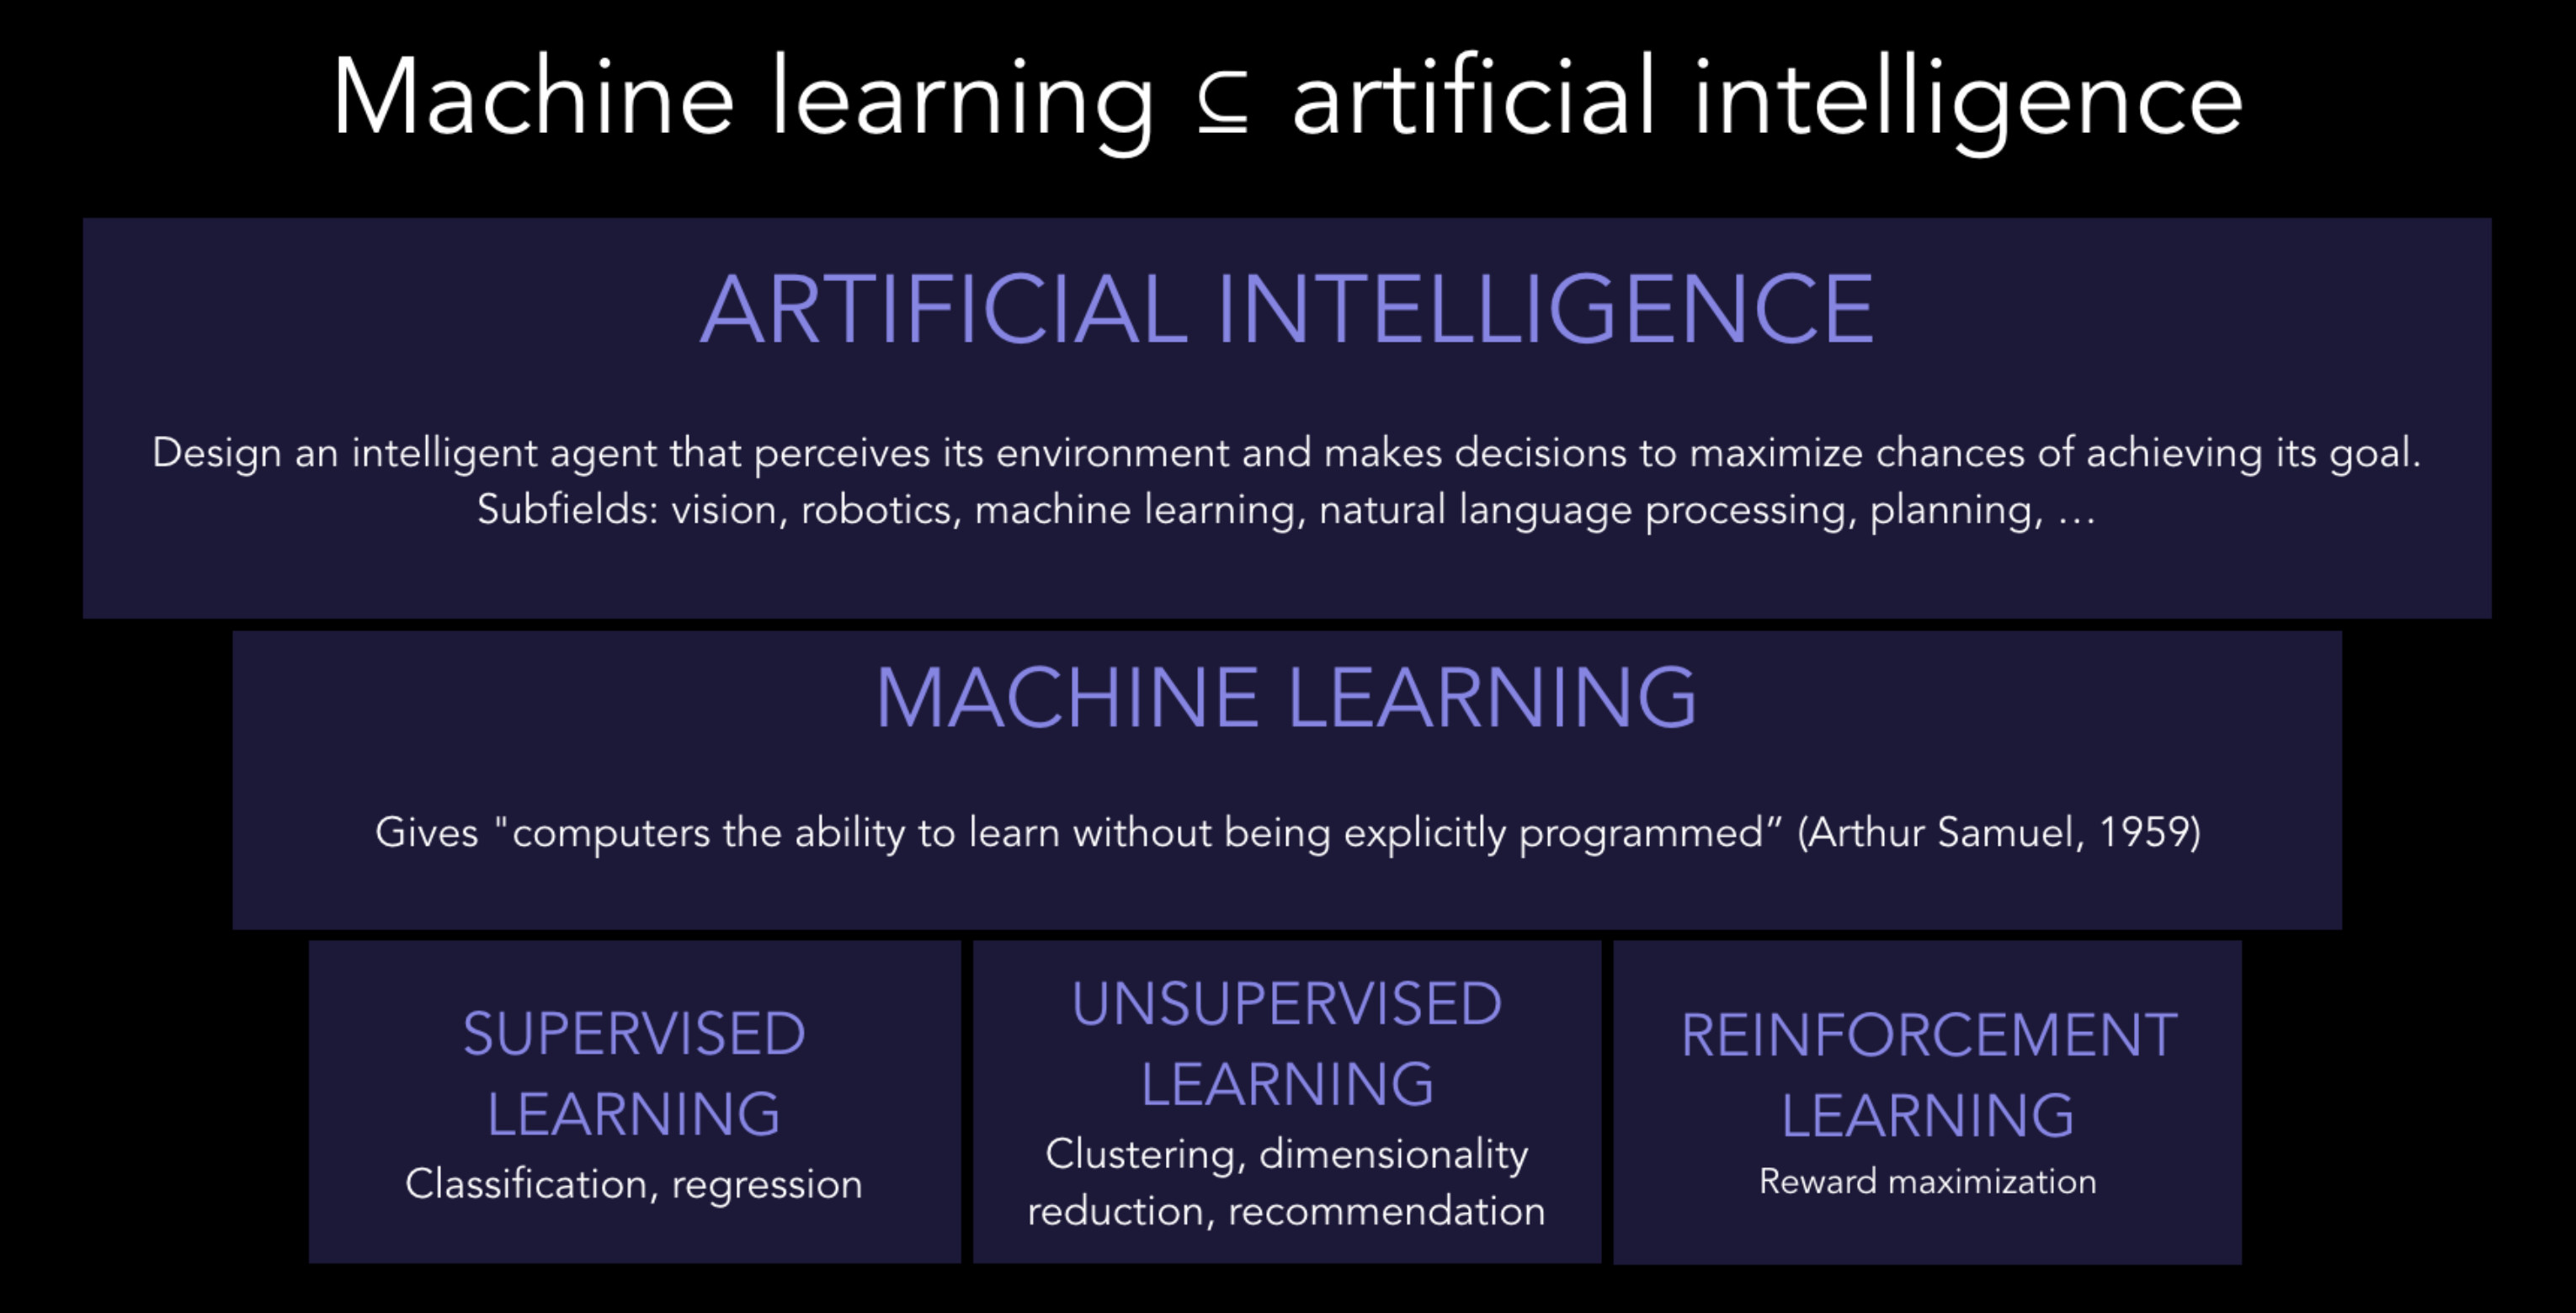 Machine learning ⊆ artificial intelligence
ARTIFICIAL INTELLIGENCE
Design an intelligent agent that perceives its environment and makes decisions to maximize chances of achieving its goal.
Subfields: vision, robotics, machine learning, natural language processing, planning, …
MACHINE LEARNING
Gives "computers the ability to learn without being explicitly programmed” (Arthur Samuel, 1959)
SUPERVISED
LEARNING
Classification, regression
UNSUPERVISED
LEARNING
Clustering, dimensionality
reduction, recommendation
REINFORCEMENT
LEARNING
Reward maximization